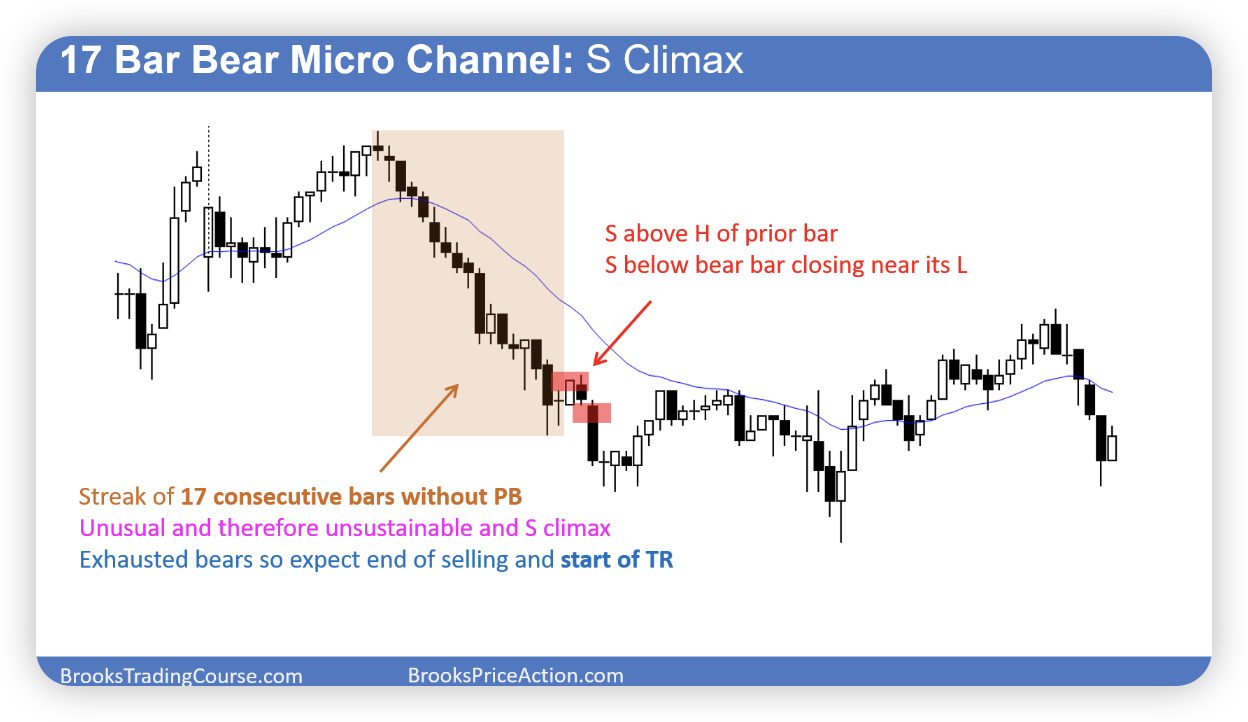 17 Bar Bear Micro Channel: S Climax
S above H of prior bar
S below bear bar closing near its L
Streak of 17 consecutive bars without PB
Unusual and therefore unsustainable and S climax
Exhausted bears so expect end of selling and start of TR
BrooksTradingCourse.com
BrooksPriceAction.com